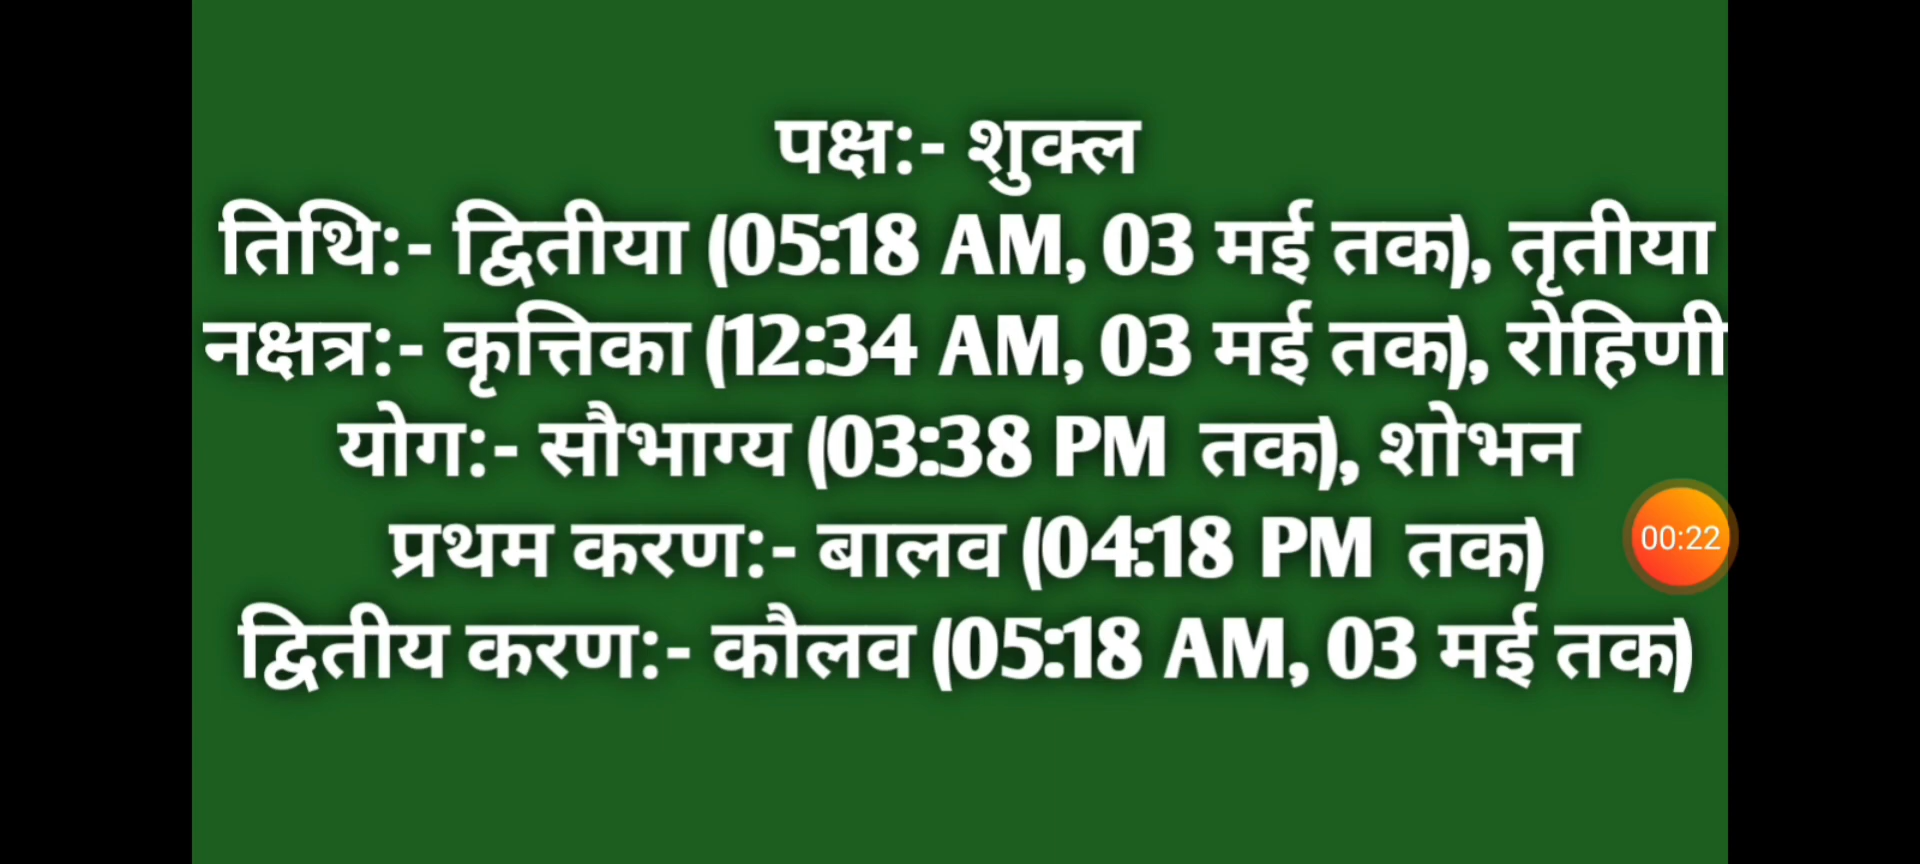 पक्ष:- शुक्ल
तिथि:- द्वितीया (05:18 AM, 03 मई तक), तृतीया
नक्षत्र:- कृत्तिका (12:34 AM, 03 मई तक), रोहिणी
योग:- सौभाग्य (03:38 PM तक), शोभन
प्रथम करण:- बालव (04:18 PM तक)
00:22
द्वितीय करण:- कौलव (05:18 AM, 03 मई तक)